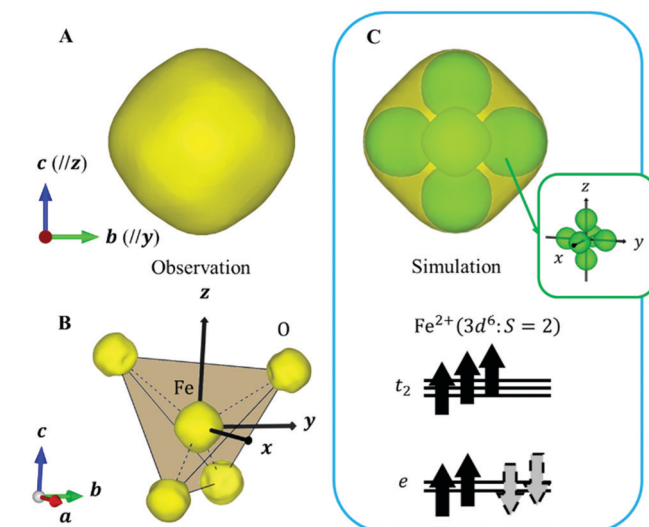 A
c (//z)
b (//y)
Observation
C
Simulation
z
y
x
B
z
O
Fe
y
x
c
b
a
Fe²⁺(3d⁶: S = 2)
t₂
e